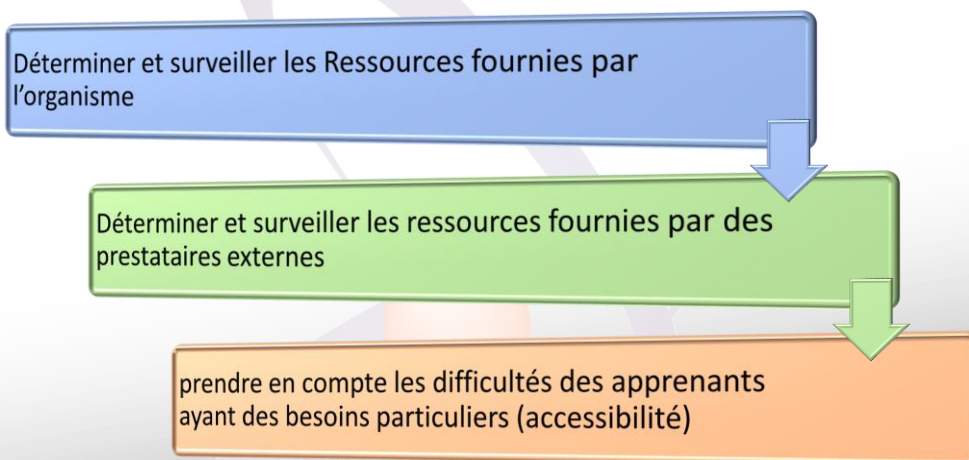 Déterminer et surveiller les Ressources fournies par
l’organisme
Déterminer et surveiller les ressources fournies par des
prestataires externes
prendre en compte les difficultés des apprenants
ayant des besoins particuliers (accessibilité)